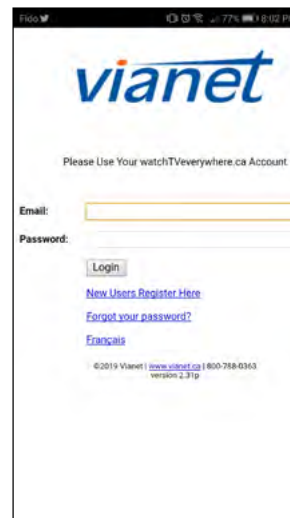 Fido 77% 8:02 PM
vianet
Please Use Your watchTVeverywhere.ca Account
Email:
Password:
Login
New Users Register Here
Forgot your password?
Français
©2019 Vianet | www.vianet.ca | 800-788-0363
version 2.31p